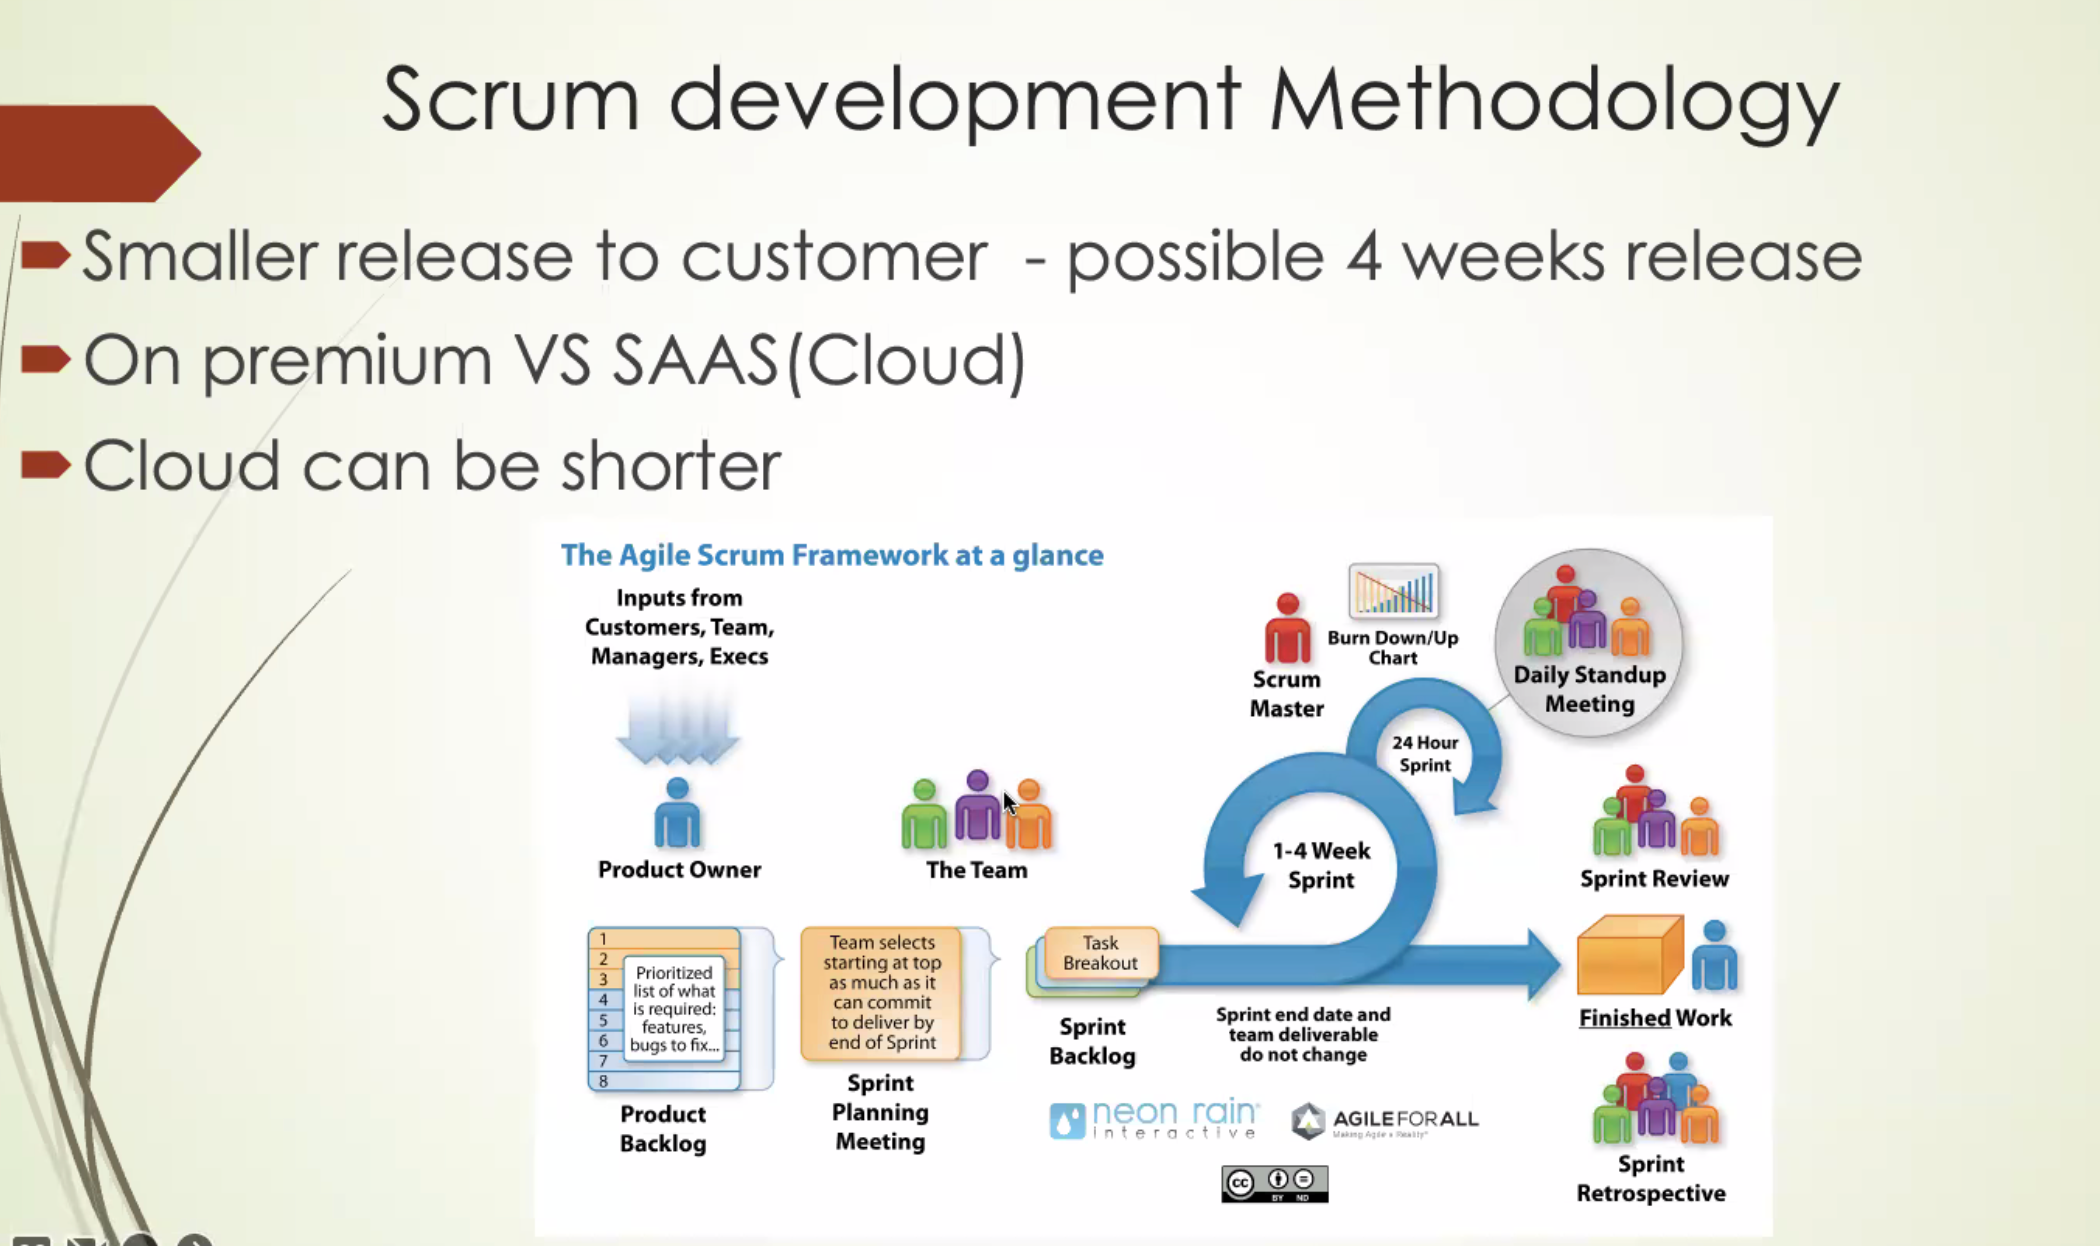 Scrum development Methodology
Smaller release to customer - possible 4 weeks release
On premium VS SAAS(Cloud)
Cloud can be shorter
The Agile Scrum Framework at a glance
Inputs from
Customers, Team,
Managers, Execs
Product Owner
The Team
Scrum
Master
Burn Down/Up
Chart
Daily Standup
Meeting
24 Hour
Sprint
1-4 Week
Sprint
Sprint Review
1
2
3
4
5
6
7
8
Prioritized
list of what
is required:
features,
bugs to fix...
Product
Backlog
Team selects
starting at top
as much as it
can commit
to deliver by
end of Sprint
Sprint
Planning
Meeting
Task
Breakout
Sprint
Backlog
Sprint end date and
team deliverable
do not change
Finished Work
Sprint
Retrospective
neon rain
interactive
AGILEFORALL
Making Agile a Reality
cc
BY ND